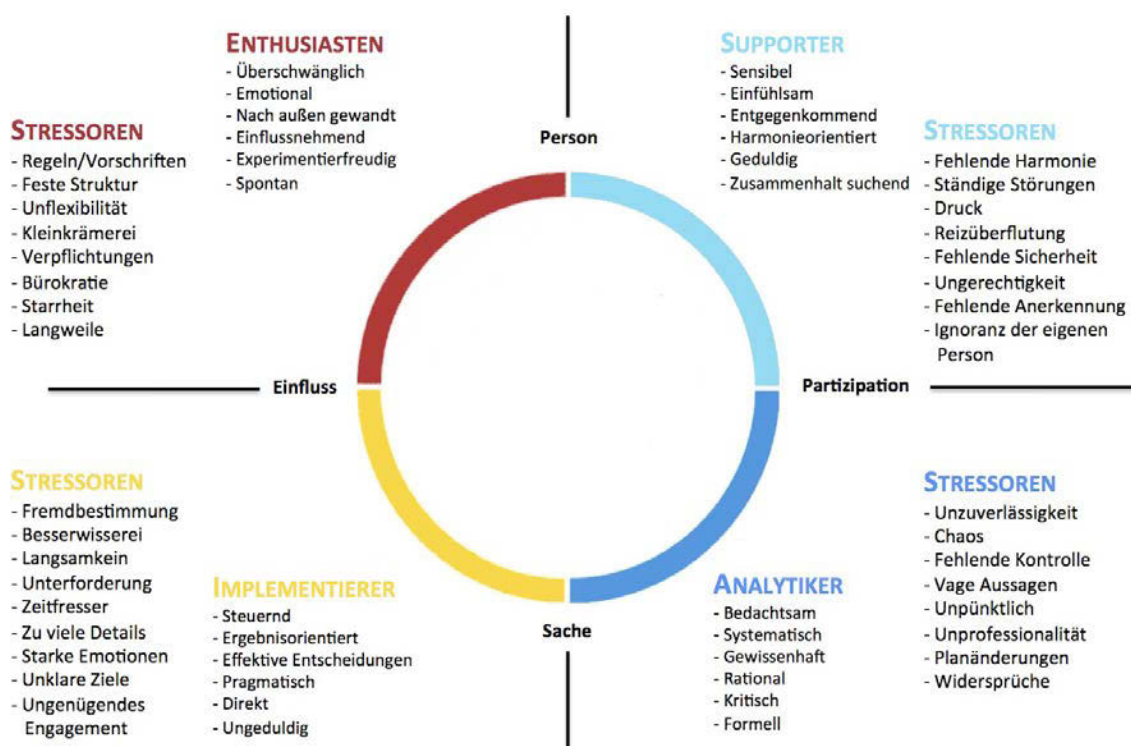 ENTHUSIASTEN
- Überschwänglich
- Emotional
- Nach außen gewandt
- Einflussnehmend
- Experimentierfreudig
- Spontan
STRESSOREN
- Regeln/Vorschriften
- Feste Struktur
- Unflexibilität
- Kleinkrämerei
- Verpflichtungen
- Bürokratie
- Starrheit
- Langweile
Person
SUPPORTER
- Sensibel
- Einfühlsam
- Entgegenkommend
- Harmonieorientiert
- Geduldig
- Zusammenhalt suchend
STRESSOREN
- Fehlende Harmonie
- Ständige Störungen
- Druck
- Reizüberflutung
- Fehlende Sicherheit
- Ungerechtigkeit
- Fehlende Anerkennung
- Ignoranz der eigenen
Person
Einfluss
Partizipation
STRESSOREN
- Fremdbestimmung
- Besserwisserei
- Langsamkein
- Unterforderung
- Zeitfresser
- Zu viele Details
- Starke Emotionen
- Unklare Ziele
- Ungenügendes
Engagement
IMPLEMENTIERER
- Steuernd
- Ergebnisorientiert
- Effektive Entscheidungen
- Pragmatisch
- Direkt
- Ungeduldig
Sache
ANALYTIKER
- Bedachtsam
- Systematisch
- Gewissenhaft
- Rational
- Kritisch
- Formell
STRESSOREN
- Unzuverlässigkeit
- Chaos
- Fehlende Kontrolle
- Vage Aussagen
- Unpünktlich
- Unprofessionalität
- Planänderungen
- Widersprüche